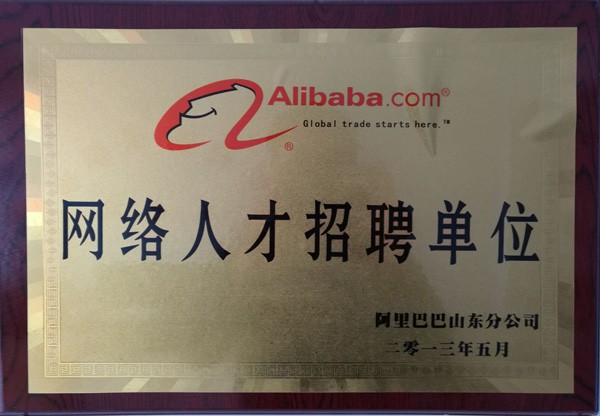 Alibaba.com®
Global trade starts here.™
®
网络人才招聘单位
阿里巴巴山东分公司
二零一三年五月